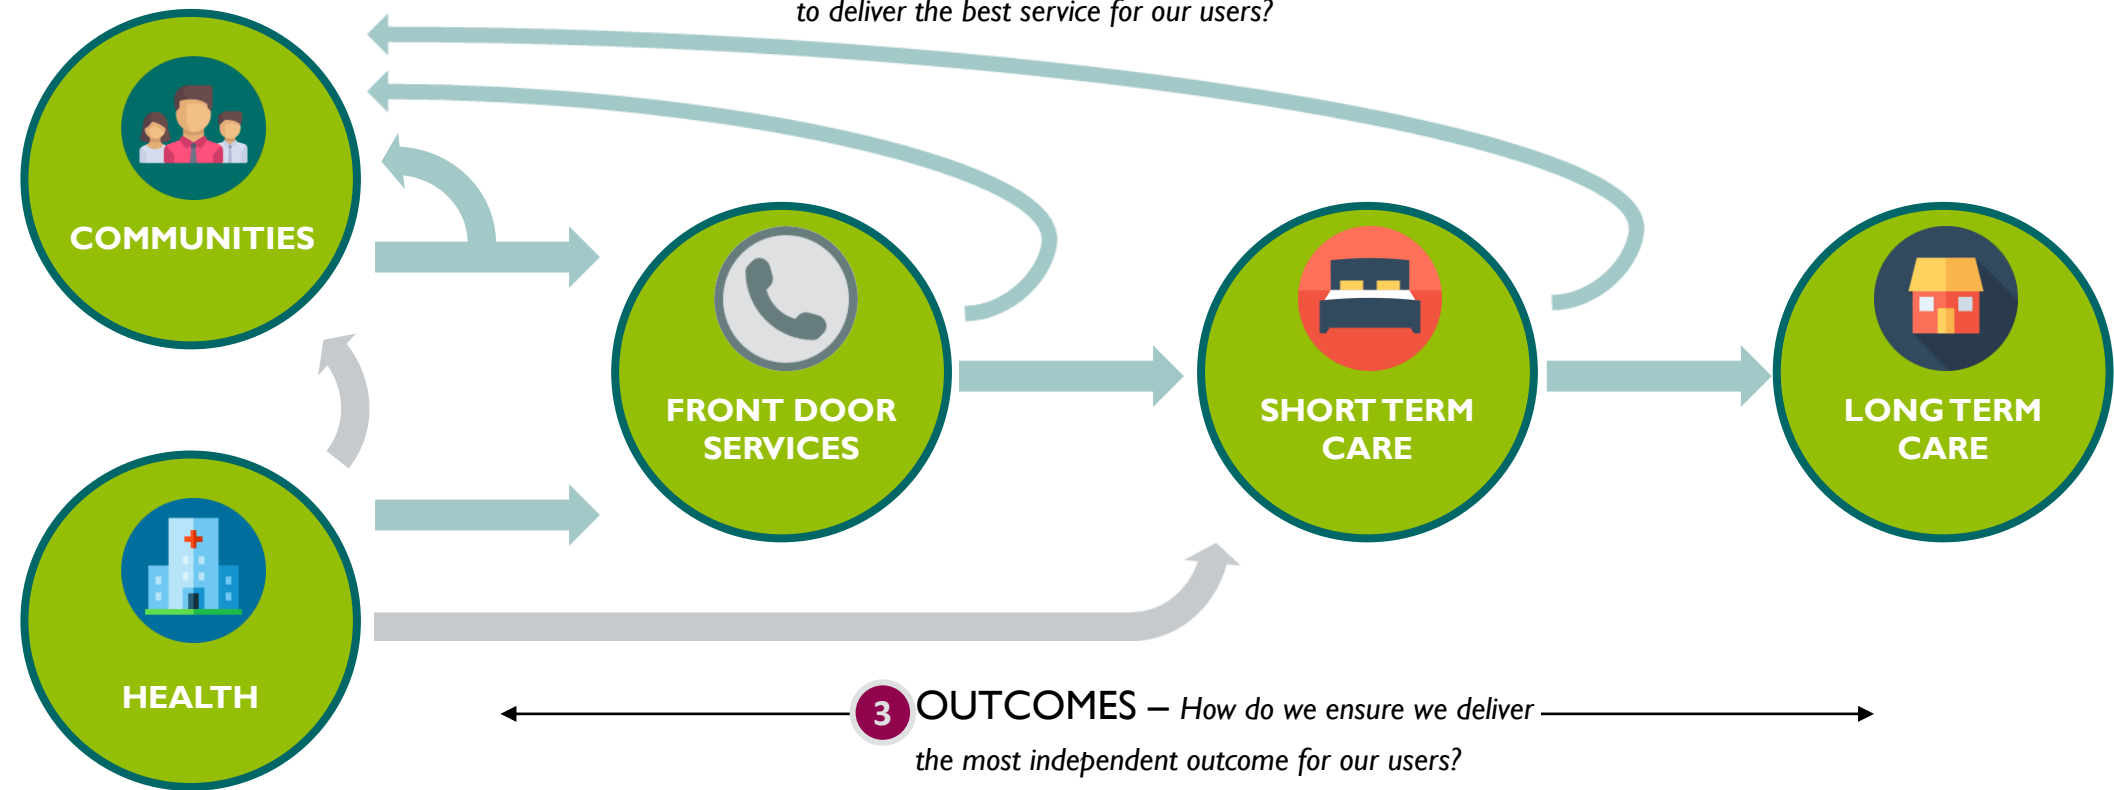 to deliver the best service for our users?
COMMUNITIES
FRONT DOOR
SERVICES
SHORT TERM
CARE
LONG TERM
CARE
HEALTH
3 OUTCOMES – How do we ensure we deliver
the most independent outcome for our users?